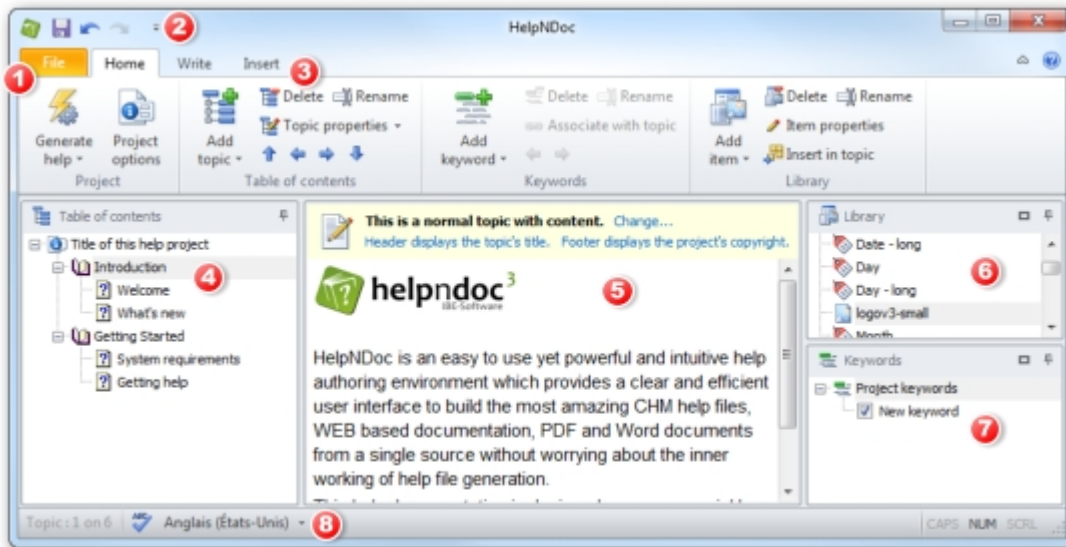 HelpNDoc
2
File Home Write Insert
1
3
Generate help
Project options
Project
Add topic
Delete Rename
Topic properties
Table of contents
Add keyword
Delete Rename
Associate with topic
Keywords
Add item
Delete Rename
Item properties
Insert in topic
Library
Table of contents
Title of this help project
Introduction
4
Welcome
What's new
Getting Started
System requirements
Getting help
This is a normal topic with content. Change...
Header displays the topic's title. Footer displays the project's copyright.
helpndoc 3
IBE-Software
5
HelpNDoc is an easy to use yet powerful and intuitive help
authoring environment which provides a clear and efficient
user interface to build the most amazing CHM help files,
WEB based documentation, PDF and Word documents
from a single source without worrying about the inner
working of help file generation.
Library
Date - long
Day
6
Day - long
logov3-small
Month
Keywords
Project keywords
New keyword
7
Topic : 1 on 6 ABC Anglais (États-Unis)
8
CAPS NUM SCRL